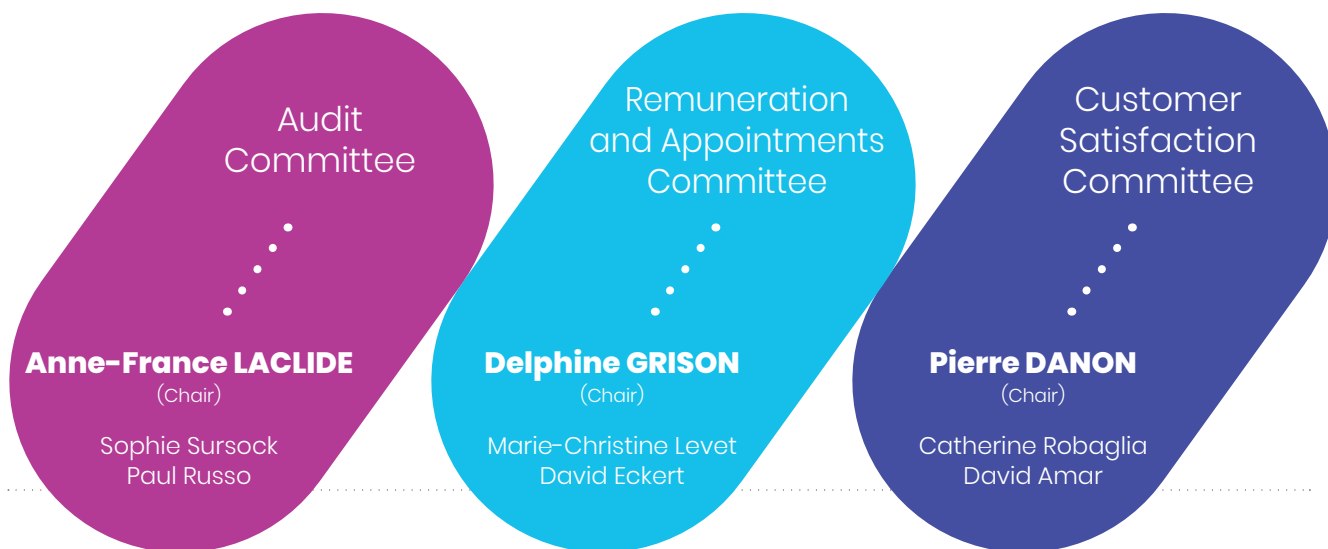 Audit
Committee
Anne-France LACLIDE
(Chair)
Sophie Sursock
Paul Russo
Remuneration
and Appointments
Committee
Delphine GRISON
(Chair)
Marie-Christine Levet
David Eckert
Customer
Satisfaction
Committee
Pierre DANON
(Chair)
Catherine Robaglia
David Amar